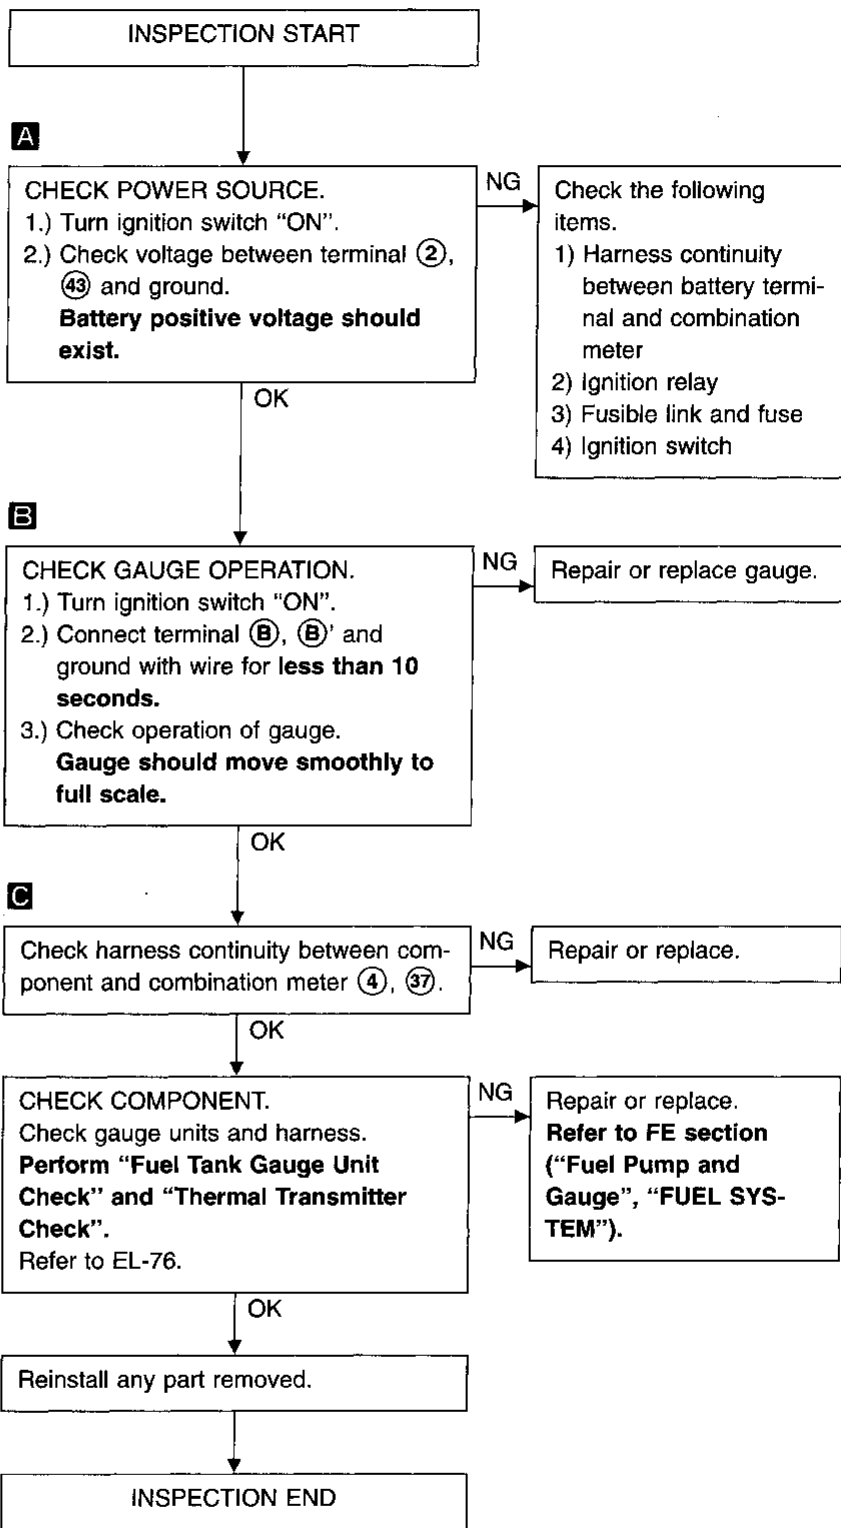 INSPECTION START
A
CHECK POWER SOURCE.
1.) Turn ignition switch “ON”.
2.) Check voltage between terminal ②,
㊸ and ground.
Battery positive voltage should
exist.
NG
Check the following
items.
1) Harness continuity
between battery termi-
nal and combination
meter
2) Ignition relay
3) Fusible link and fuse
4) Ignition switch
OK
B
CHECK GAUGE OPERATION.
1.) Turn ignition switch “ON”.
2.) Connect terminal Ⓑ, Ⓑ' and
ground with wire for less than 10
seconds.
3.) Check operation of gauge.
Gauge should move smoothly to
full scale.
NG
Repair or replace gauge.
OK
C
Check harness continuity between com-
ponent and combination meter ④, ㊲.
NG
Repair or replace.
OK
CHECK COMPONENT.
Check gauge units and harness.
Perform “Fuel Tank Gauge Unit
Check” and “Thermal Transmitter
Check”.
Refer to EL-76.
NG
Repair or replace.
Refer to FE section
(“Fuel Pump and
Gauge”, “FUEL SYS-
TEM”).
OK
Reinstall any part removed.
INSPECTION END